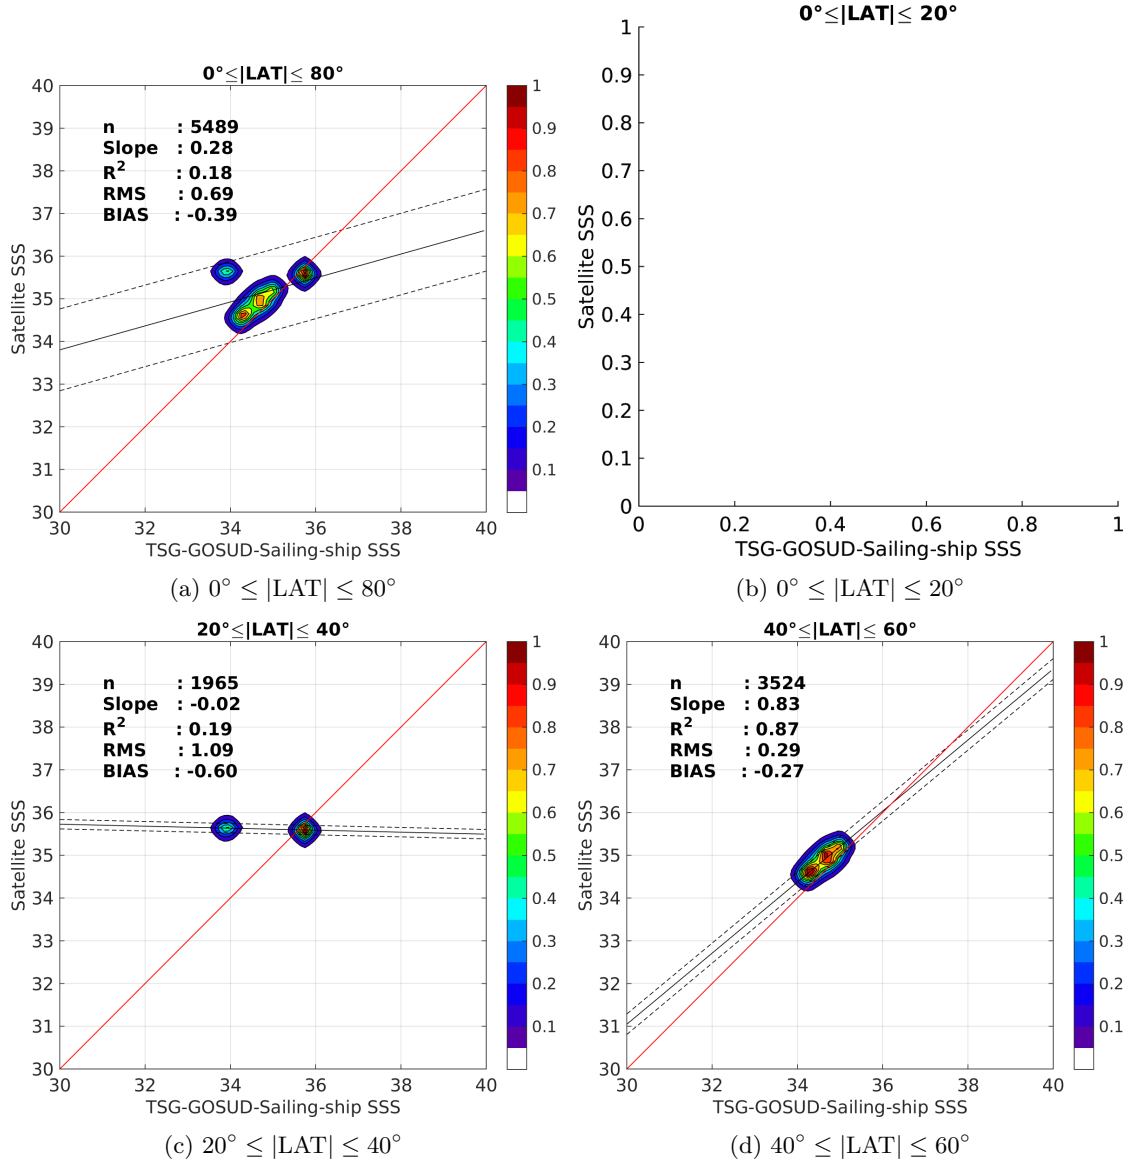 0°≤|LAT|≤ 80°
40
39
38
37
36
35
34
33
32
31
30
Satellite SSS
n : 5489
Slope : 0.28
R² : 0.18
RMS : 0.69
BIAS : -0.39
30 32 34 36 38 40
TSG-GOSUD-Sailing-ship SSS
1
0.9
0.8
0.7
0.6
0.5
0.4
0.3
0.2
0.1
(a) 0° ≤ |LAT| ≤ 80°
0°≤|LAT|≤ 20°
1
0.9
0.8
0.7
0.6
0.5
0.4
0.3
0.2
0.1
0
Satellite SSS
0 0.2 0.4 0.6 0.8 1
TSG-GOSUD-Sailing-ship SSS
(b) 0° ≤ |LAT| ≤ 20°
20°≤|LAT|≤ 40°
40
39
38
37
36
35
34
33
32
31
30
Satellite SSS
n : 1965
Slope : -0.02
R² : 0.19
RMS : 1.09
BIAS : -0.60
30 32 34 36 38 40
TSG-GOSUD-Sailing-ship SSS
1
0.9
0.8
0.7
0.6
0.5
0.4
0.3
0.2
0.1
(c) 20° ≤ |LAT| ≤ 40°
40°≤|LAT|≤ 60°
40
39
38
37
36
35
34
33
32
31
30
Satellite SSS
n : 3524
Slope : 0.83
R² : 0.87
RMS : 0.29
BIAS : -0.27
30 32 34 36 38 40
TSG-GOSUD-Sailing-ship SSS
1
0.9
0.8
0.7
0.6
0.5
0.4
0.3
0.2
0.1
(d) 40° ≤ |LAT| ≤ 60°